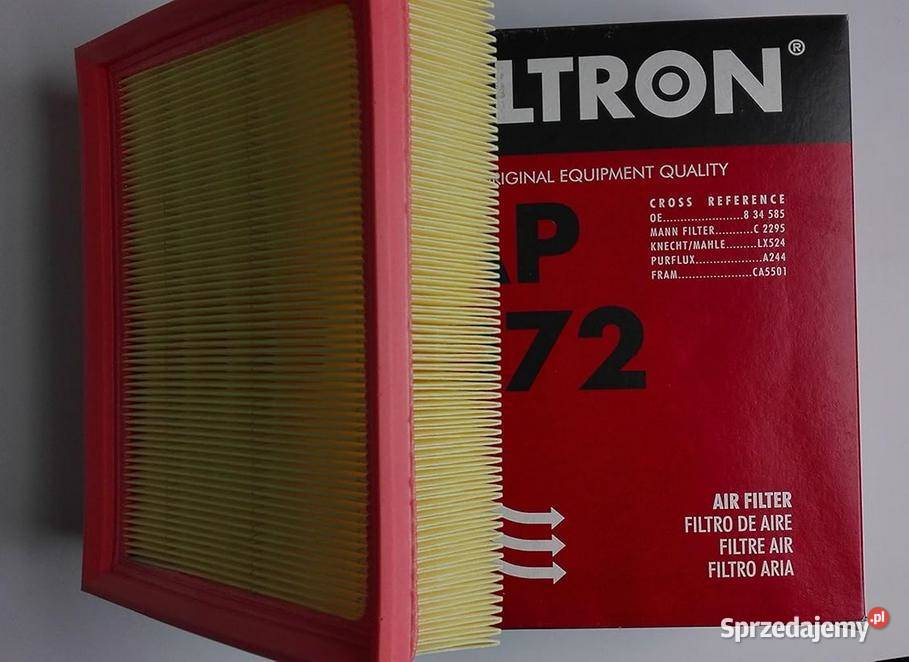 LTRON®
RIGINAL EQUIPMENT QUALITY
CROSS REFERENCE
OE......................8 34 585
MANN FILTER..........C 2295
KNECHT/MAHLE........LX524
PURFLUX...................A244
FRAM.....................CA5501
AP
72
AIR FILTER
FILTRO DE AIRE
FILTRE AIR
FILTRO ARIA
Sprzedajemy.pl